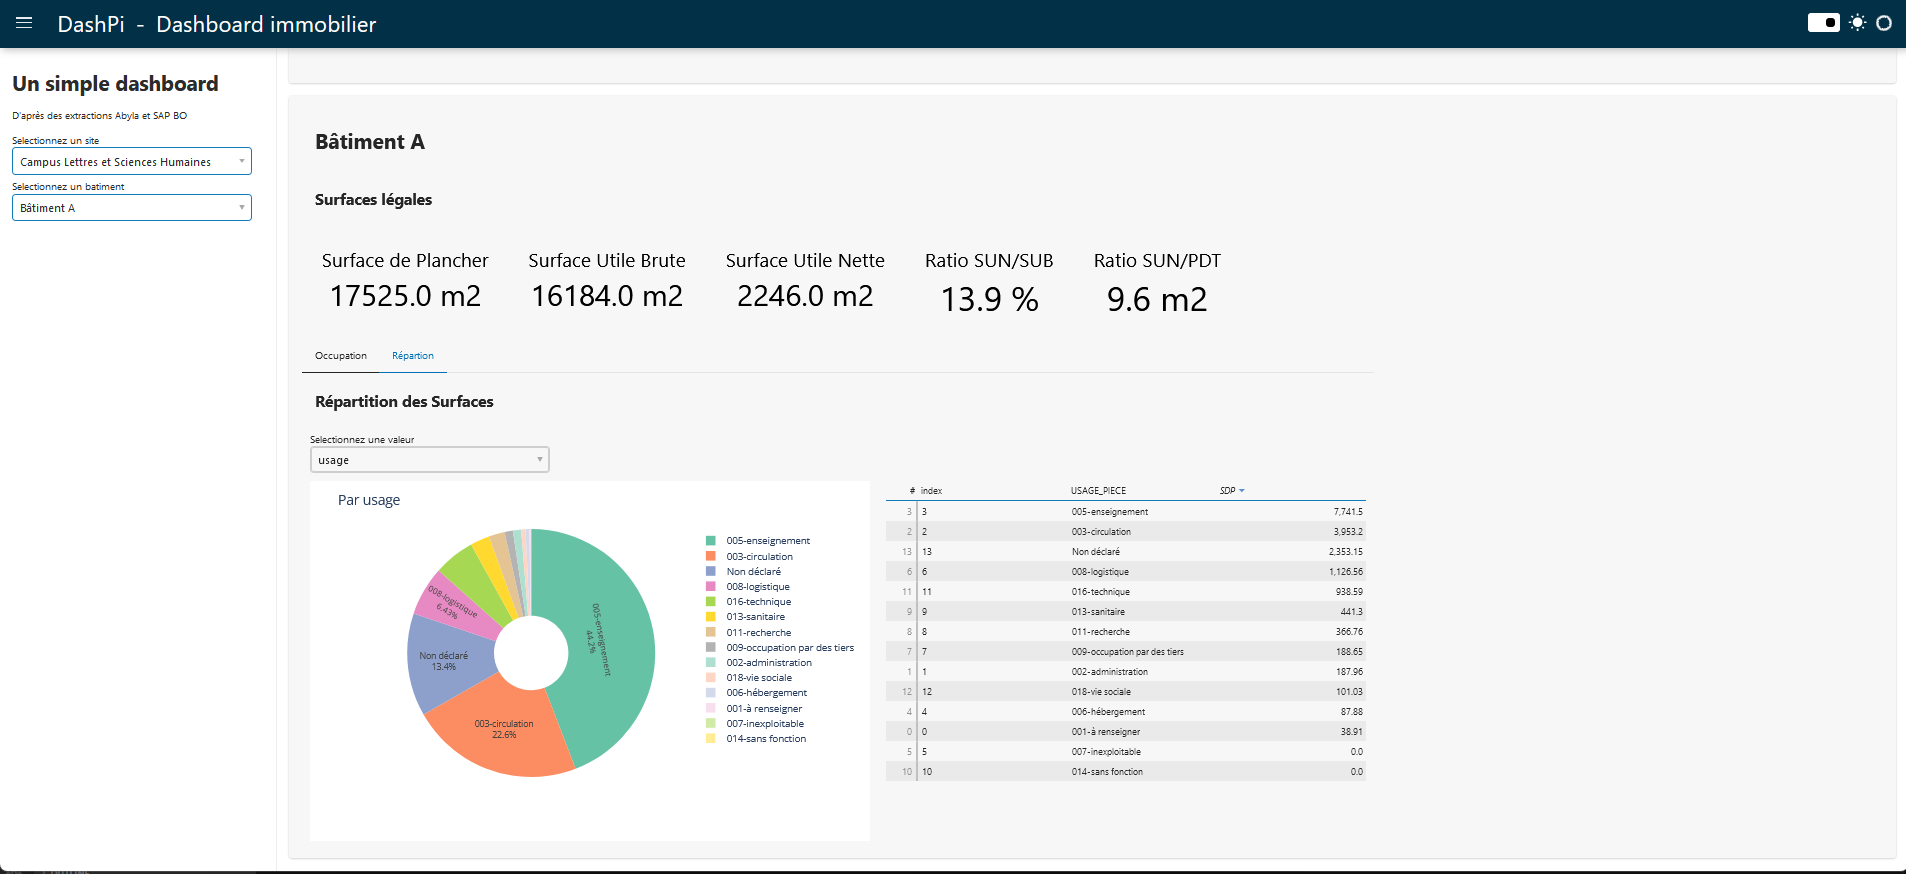 DashPi - Dashboard immobilier
Un simple dashboard
D'après des extractions Abyla et SAP BO
Selectionnez un site
Campus Lettres et Sciences Humaines
Selectionnez un batiment
Bâtiment A
Bâtiment A
Surfaces légales
Surface de Plancher
17525.0 m2
Surface Utile Brute
16184.0 m2
Surface Utile Nette
2246.0 m2
Ratio SUN/SUB
13.9 %
Ratio SUN/PDT
9.6 m2
Occupation Répartion
Répartition des Surfaces
Selectionnez une valeur
usage
Par usage
005-enseignement
44.2%
003-circulation
22.6%
Non déclaré
13.4%
008-logistique
6.43%
005-enseignement
003-circulation
Non déclaré
008-logistique
016-technique
013-sanitaire
011-recherche
009-occupation par des tiers
002-administration
018-vie sociale
006-hébergement
001-à renseigner
007-inexploitable
014-sans fonction
# index USAGE_PIECE SDP
3 3 005-enseignement 7,741.5
2 2 003-circulation 3,953.2
13 13 Non déclaré 2,353.15
6 6 008-logistique 1,126.56
11 11 016-technique 938.59
9 9 013-sanitaire 441.3
8 8 011-recherche 366.76
7 7 009-occupation par des tiers 188.65
1 1 002-administration 187.96
12 12 018-vie sociale 101.03
4 4 006-hébergement 87.88
0 0 001-à renseigner 38.91
5 5 007-inexploitable 0.0
10 10 014-sans fonction 0.0